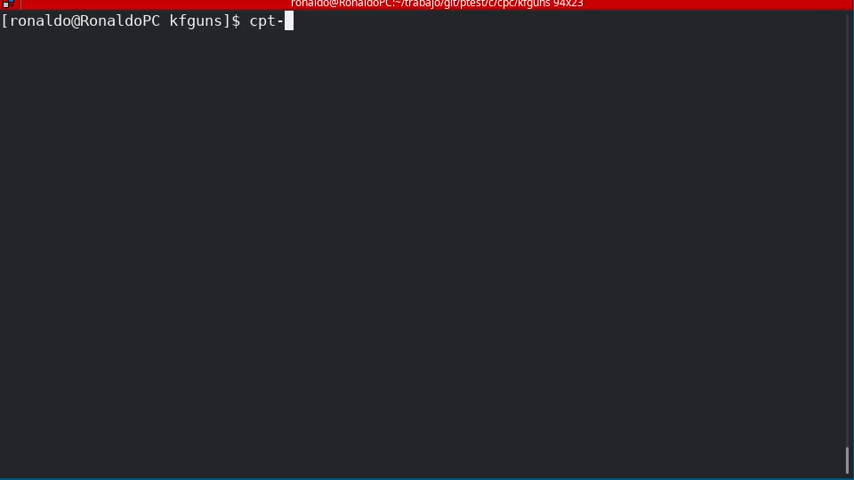 ronaldo@RonaldoPC:~/trabajo/git/ptest/c/cpc/kfguns 94x23
[ronaldo@RonaldoPC kfguns]$ cpt-